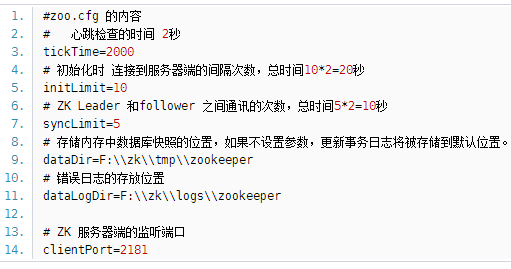 1. #zoo.cfg 的内容
2. #   心跳检查的时间 2秒
3. tickTime=2000
4. # 初始化时 连接到服务器端的间隔次数，总时间10*2=20秒
5. initLimit=10
6. # ZK Leader 和follower 之间通讯的次数，总时间5*2=10秒
7. syncLimit=5
8. # 存储内存中数据库快照的位置，如果不设置参数，更新事务日志将被存储到默认位置。
9. dataDir=F:\\zk\\tmp\\zookeeper
10. # 错误日志的存放位置
11. dataLogDir=F:\\zk\\logs\\zookeeper
12.
13. # ZK 服务器端的监听端口
14. clientPort=2181